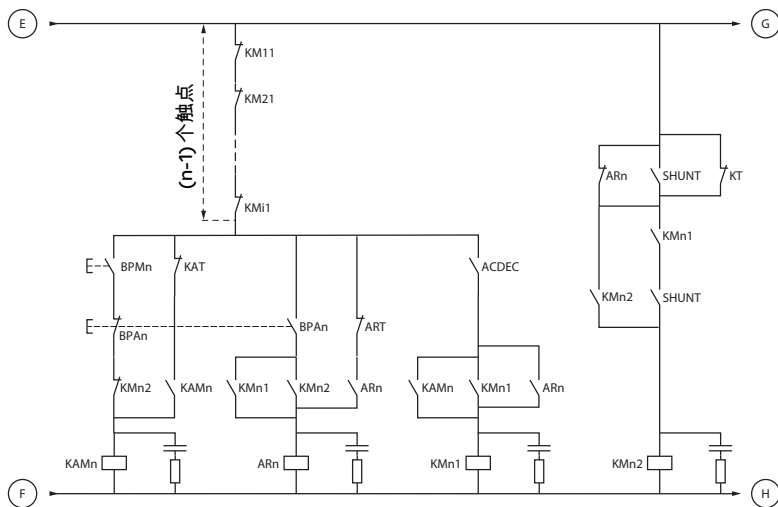 E
G
KM11
KM21
(n-1) 个触点
ARn
SHUNT
KT
KMi1
KMn1
BPMn
KAT
ACDEC
KMn2
SHUNT
BPAn
BPAn
ART
KMn2
KAMn
KMn1
KMn2
ARn
KAMn
KMn1
ARn
KAMn
ARn
KMn1
KMn2
F
H